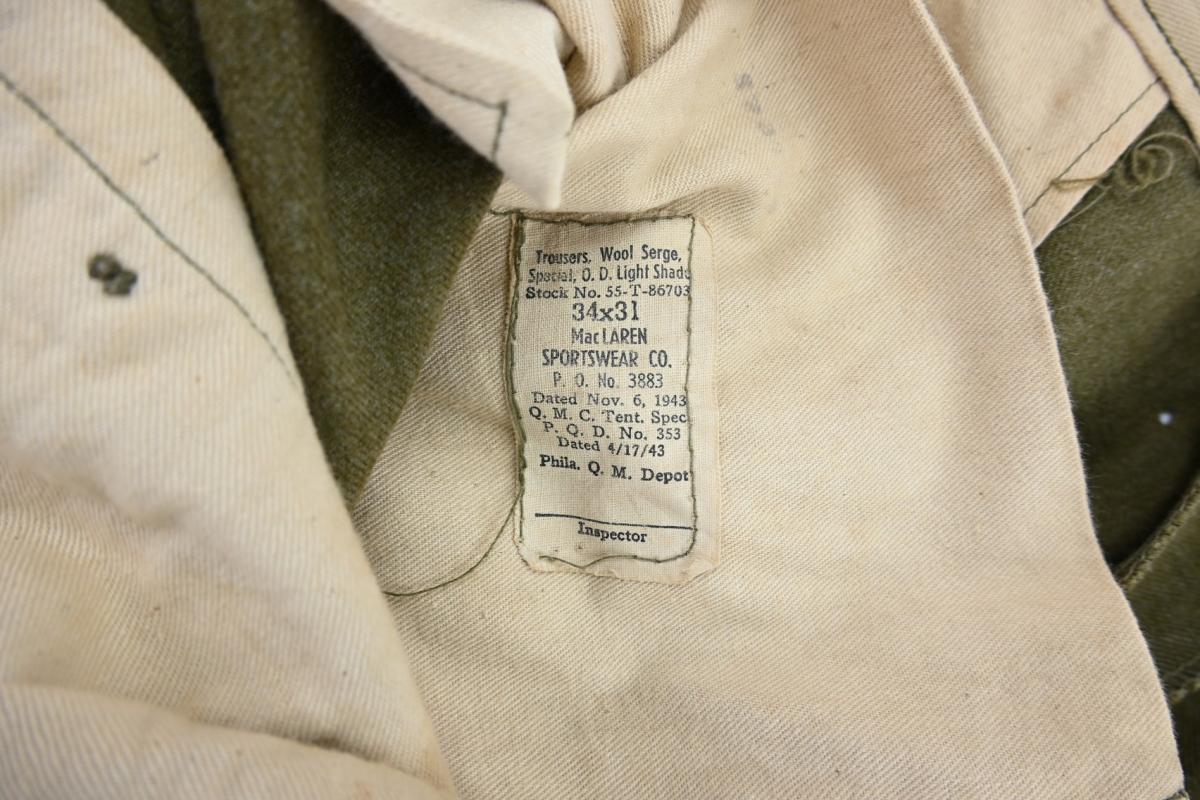 Trousers, Wool Serge,
Special, O. D. Light Shade
Stock No. 55-T-86703
34x31
MacLAREN
SPORTSWEAR CO.
P. O. No. 3883
Dated Nov. 6, 1943
Q. M. C. Tent. Spec
P. Q. D. No. 353
Dated 4/17/43
Phila. Q. M. Depot
Inspector